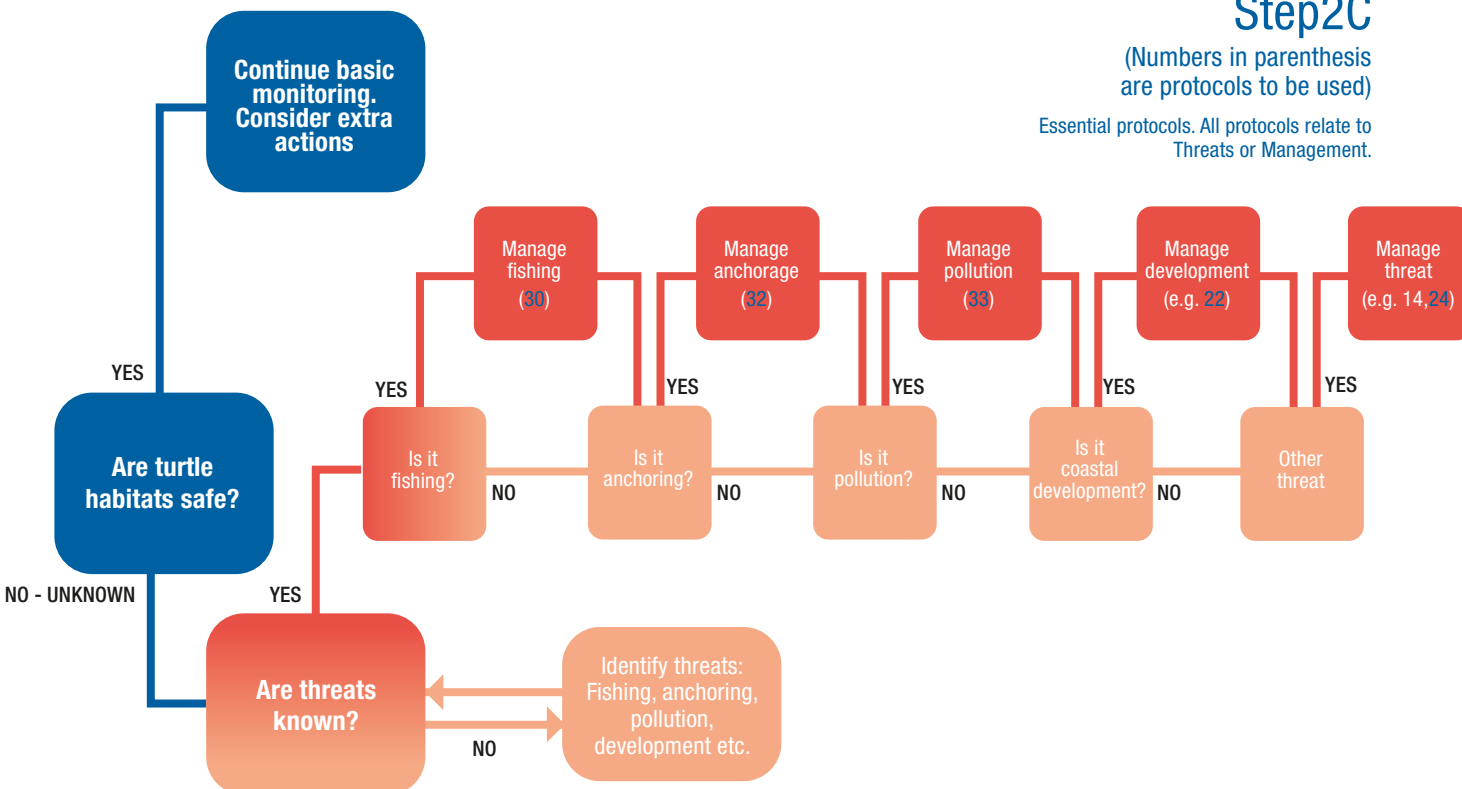 Step2C
(Numbers in parenthesis
are protocols to be used)
Essential protocols. All protocols relate to
Threats or Management.
Continue basic
monitoring.
Consider extra
actions
Manage
fishing
(30)
Manage
anchorage
(32)
Manage
pollution
(33)
Manage
development
(e.g. 22)
Manage
threat
(e.g. 14,24)
YES
YES
YES
YES
YES
YES
Are turtle
habitats safe?
Is it
fishing?
NO
Is it
anchoring?
NO
Is it
pollution?
NO
Is it
coastal
development?
NO
Other
threat
NO - UNKNOWN
YES
Are threats
known?
NO
Identify threats:
Fishing, anchoring,
pollution,
development etc.